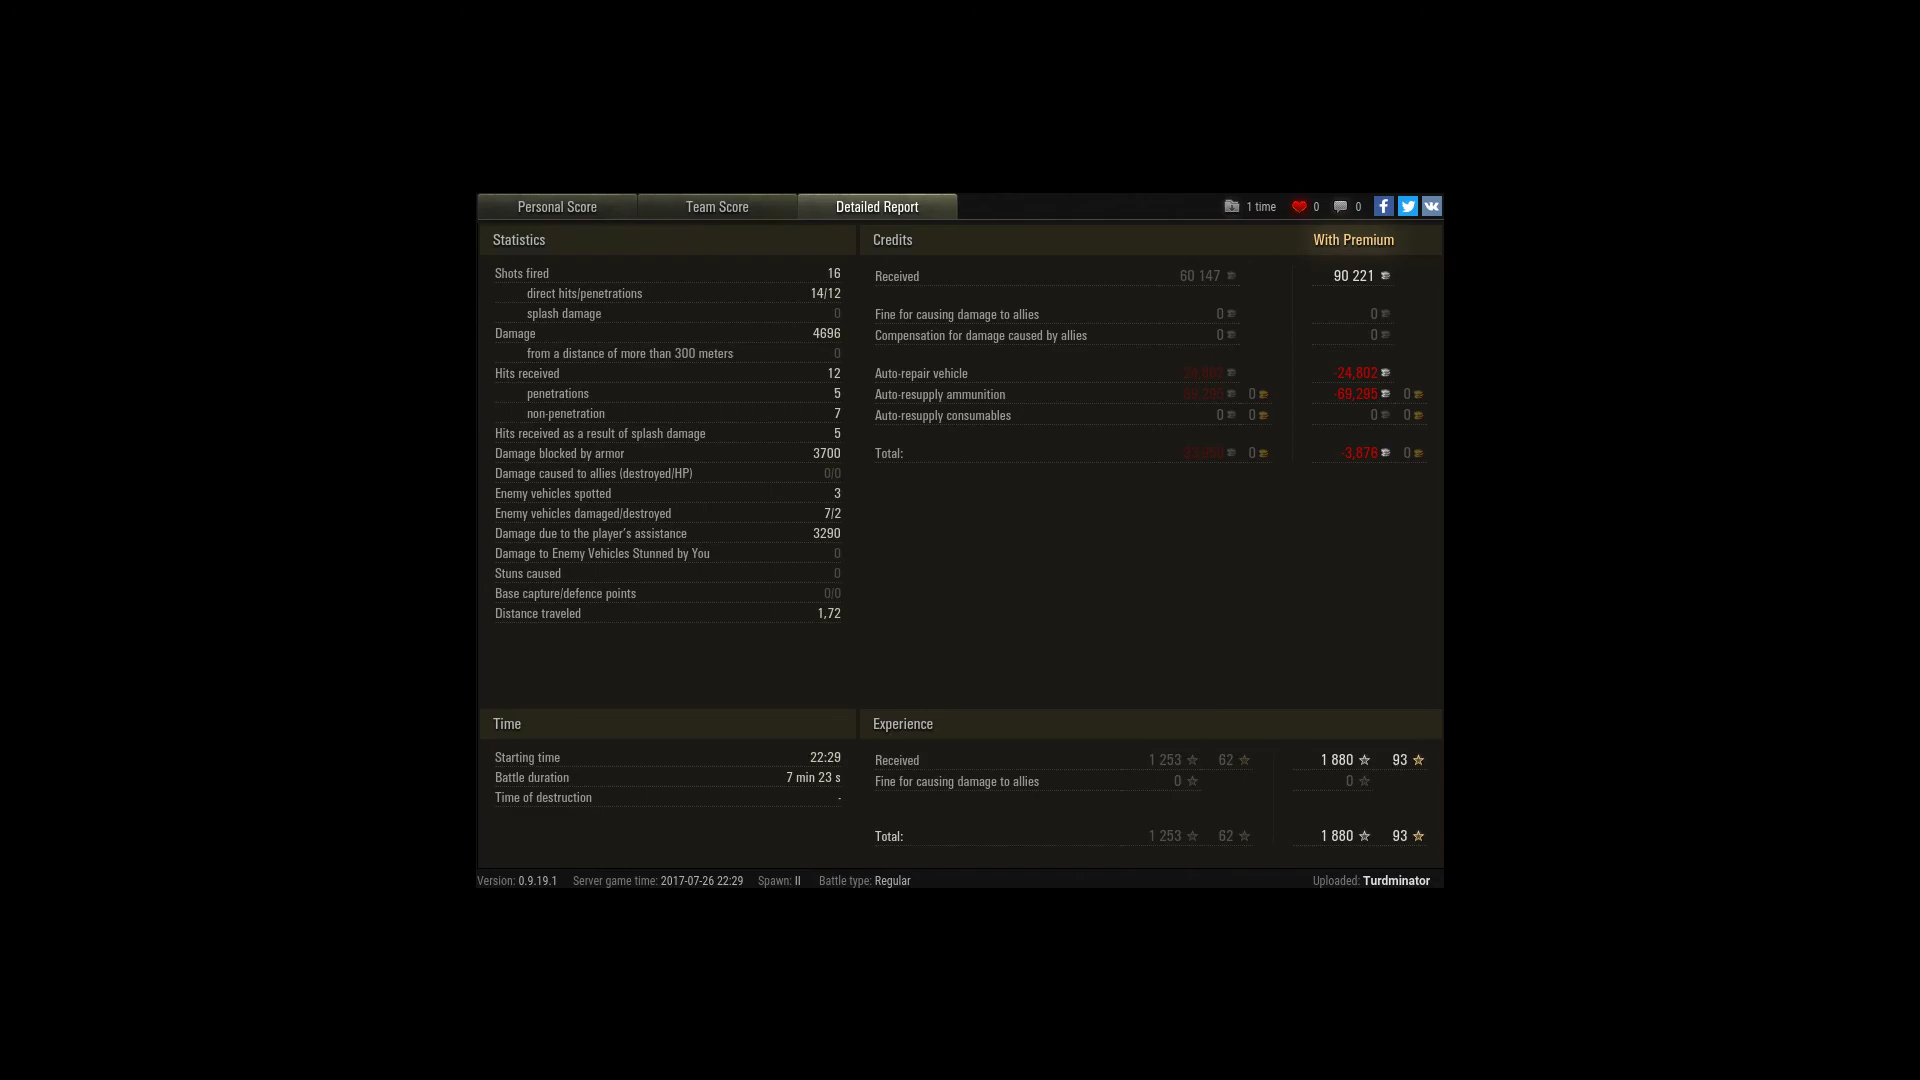 Personal Score Team Score Detailed Report 1 time 0 0
Statistics
Shots fired 16
direct hits/penetrations 14/12
splash damage 0
Damage 4696
from a distance of more than 300 meters 0
Hits received 12
penetrations 5
non-penetration 7
Hits received as a result of splash damage 5
Damage blocked by armor 3700
Damage caused to allies (destroyed/HP) 0/0
Enemy vehicles spotted 3
Enemy vehicles damaged/destroyed 7/2
Damage due to the player's assistance 3290
Damage to Enemy Vehicles Stunned by You 0
Stuns caused 0
Base capture/defence points 0/0
Distance traveled 1,72
Credits With Premium
Received 60 147 90 221
Fine for causing damage to allies 0 0
Compensation for damage caused by allies 0 0
Auto-repair vehicle -24,802
Auto-resupply ammunition 0 -69,295 0
Auto-resupply consumables 0 0 0 0
Total: 0 -3,876 0
Time
Starting time 22:29
Battle duration 7 min 23 s
Time of destruction -
Experience
Received 1 253 62 1 880 93
Fine for causing damage to allies 0 0
Total: 1 253 62 1 880 93
Version: 0.9.19.1 Server game time: 2017-07-26 22:29 Spawn: II Battle type: Regular Uploaded: Turdminator